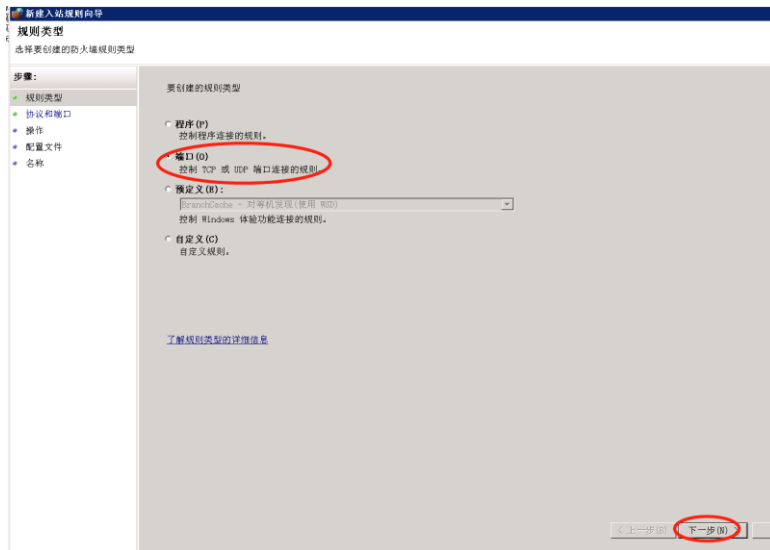 新建入站规则向导
规则类型
选择要创建的防火墙规则类型
步骤:
规则类型
协议和端口
操作
配置文件
名称
要创建的规则类型
程序(P)
控制程序连接的规则。
端口(O)
控制 TCP 或 UDP 端口连接的规则。
预定义(E):
BranchCache - 对等机发现(使用 WSD)
控制 Windows 体验功能连接的规则。
自定义(C)
自定义规则。
了解规则类型的详细信息
< 上一步(B)
下一步(N) >